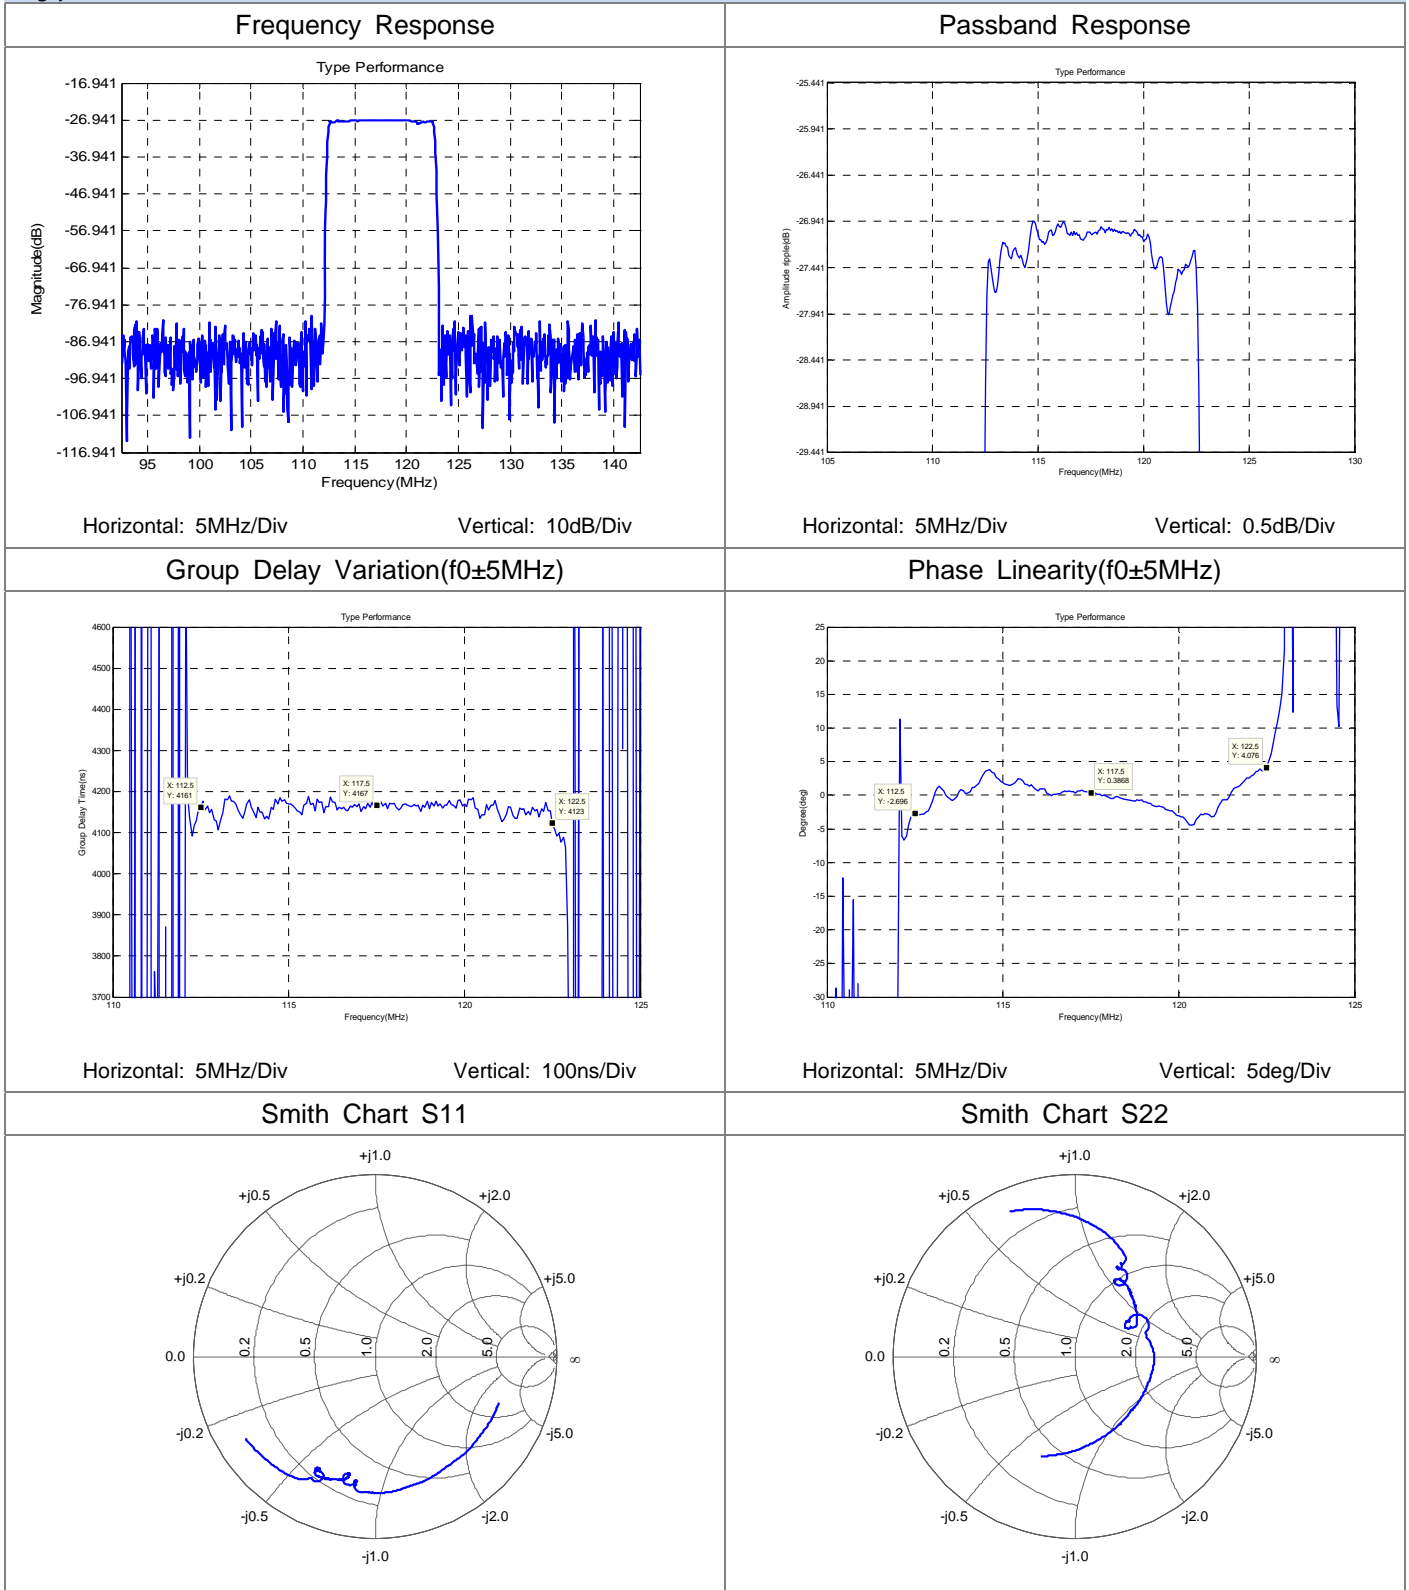 Frequency Response
Passband Response
Type Performance
-16.941
-26.941
-36.941
-46.941
-56.941
-66.941
-76.941
-86.941
-96.941
-106.941
-116.941
Magnitude(dB)
95 100 105 110 115 120 125 130 135 140
Frequency(MHz)
Horizontal: 5MHz/Div Vertical: 10dB/Div
Type Performance
-25.441
-25.941
-26.441
-26.941
-27.441
-27.941
-28.441
-28.941
-29.441
Amplitude ripple(dB)
105 110 115 120 125 130
Frequency(MHz)
Horizontal: 5MHz/Div Vertical: 0.5dB/Div
Group Delay Variation(f0±5MHz)
Phase Linearity(f0±5MHz)
Type Performance
4600
4500
4400
4300
4200
4100
4000
3900
3800
3700
Group Delay Time(ns)
X: 112.5
Y: 4161
X: 117.5
Y: 4167
X: 122.5
Y: 4123
110 115 120 125
Frequency(MHz)
Horizontal: 5MHz/Div Vertical: 100ns/Div
Type Performance
25
20
15
10
5
0
-5
-10
-15
-20
-25
-30
Degree(deg)
X: 112.5
Y: -2.696
X: 117.5
Y: 0.3868
X: 122.5
Y: 4.076
110 115 120 125
Frequency(MHz)
Horizontal: 5MHz/Div Vertical: 5deg/Div
Smith Chart S11
Smith Chart S22
+j1.0
+j0.5
+j2.0
+j0.2
+j5.0
0.0
0.2
0.5
1.0
2.0
5.0
∞
-j0.2
-j5.0
-j0.5
-j2.0
-j1.0
+j1.0
+j0.5
+j2.0
+j0.2
+j5.0
0.0
0.2
0.5
1.0
2.0
5.0
∞
-j0.2
-j5.0
-j0.5
-j2.0
-j1.0